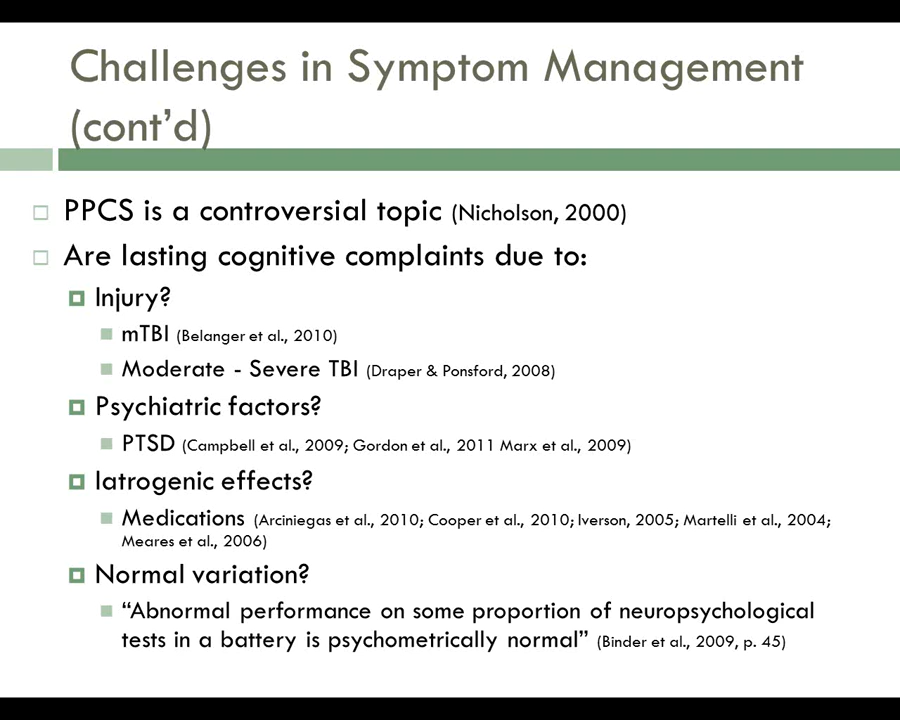 Challenges in Symptom Management
(cont’d)
PPCS is a controversial topic (Nicholson, 2000)
Are lasting cognitive complaints due to:
Injury?
mTBI (Belanger et al., 2010)
Moderate - Severe TBI (Draper & Ponsford, 2008)
Psychiatric factors?
PTSD (Campbell et al., 2009; Gordon et al., 2011 Marx et al., 2009)
Iatrogenic effects?
Medications (Arciniegas et al., 2010; Cooper et al., 2010; Iverson, 2005; Martelli et al., 2004;
Meares et al., 2006)
Normal variation?
“Abnormal performance on some proportion of neuropsychological
tests in a battery is psychometrically normal” (Binder et al., 2009, p. 45)